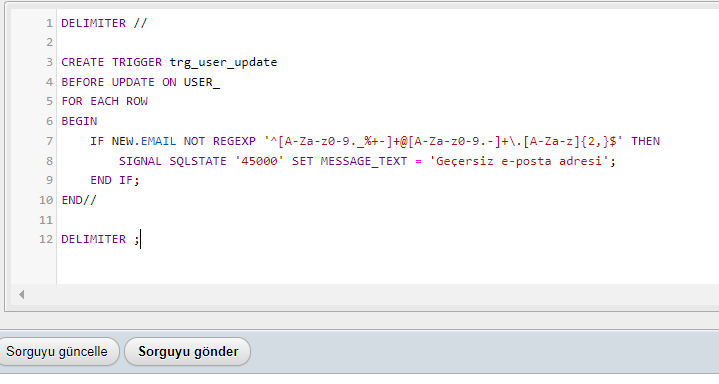 1 DELIMITER //
2
3 CREATE TRIGGER trg_user_update
4 BEFORE UPDATE ON USER_
5 FOR EACH ROW
6 BEGIN
7     IF NEW.EMAIL NOT REGEXP '^[A-Za-z0-9._%+-]+@[A-Za-z0-9.-]+\.[A-Za-z]{2,}$' THEN
8         SIGNAL SQLSTATE '45000' SET MESSAGE_TEXT = 'Geçersiz e-posta adresi';
9     END IF;
10 END//
11
12 DELIMITER ;
Sorguyu güncelle Sorguyu gönder